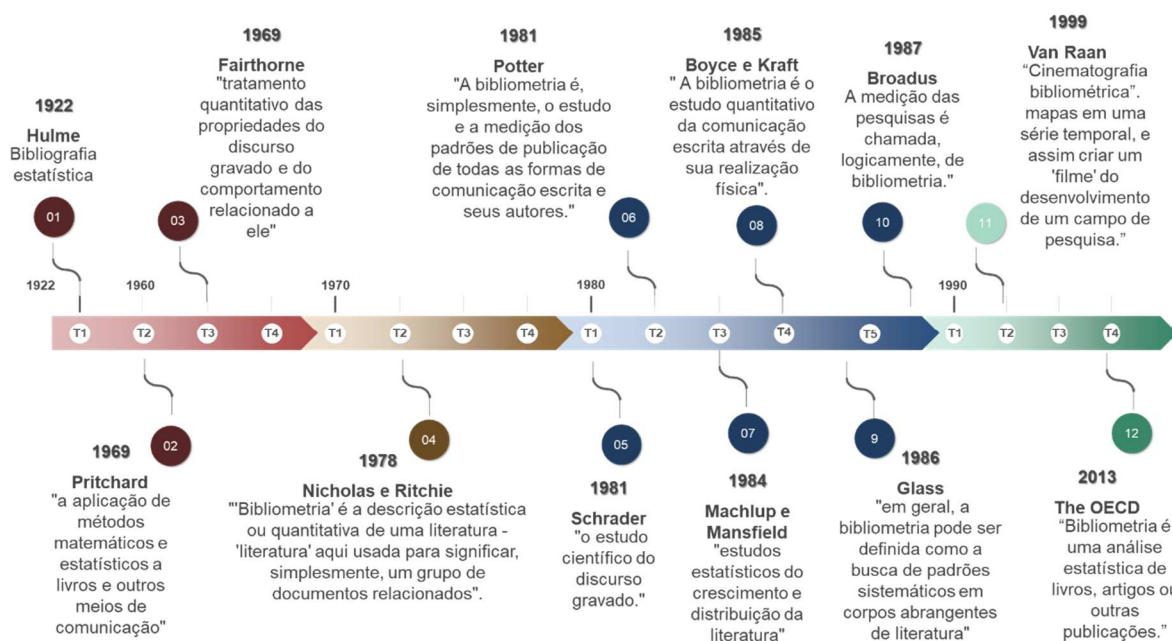 1922
Hulme
Bibliografia
estatística
01
1969
Fairthorne
"tratamento
quantitativo das
propriedades do
discurso
gravado e do
comportamento
relacionado a
ele"
03
1981
Potter
"A bibliometria é,
simplesmente, o estudo
e a medição dos
padrões de publicação
de todas as formas de
comunicação escrita e
seus autores."
06
1985
Boyce e Kraft
" A bibliometria é o
estudo quantitativo
da comunicação
escrita através de
sua realização
física".
08
1987
Broadus
A medição das
pesquisas é
chamada,
logicamente, de
bibliometria."
10
1999
Van Raan
“Cinematografia
bibliométrica”.
mapas em uma
série temporal, e
assim criar um
'filme' do
desenvolvimento
de um campo de
pesquisa.”
11
1922 1960 1970 1980 1990
T1 T2 T3 T4 T1 T2 T3 T4 T1 T2 T3 T4 T5 T1 T2 T3 T4
02
1969
Pritchard
"a aplicação de
métodos
matemáticos e
estatísticos a
livros e outros
meios de
comunicação"
04
1978
Nicholas e Ritchie
"'Bibliometria' é a descrição estatística
ou quantitativa de uma literatura -
'literatura' aqui usada para significar,
simplesmente, um grupo de
documentos relacionados".
05
1981
Schrader
"o estudo
científico do
discurso
gravado."
07
1984
Machlup e
Mansfield
"estudos
estatísticos do
crescimento e
distribuição da
literatura"
9
1986
Glass
"em geral, a
bibliometria pode ser
definida como a
busca de padrões
sistemáticos em
corpos abrangentes
de literatura"
12
2013
The OECD
“Bibliometria é
uma análise
estatística de
livros, artigos ou
outras
publicações.”